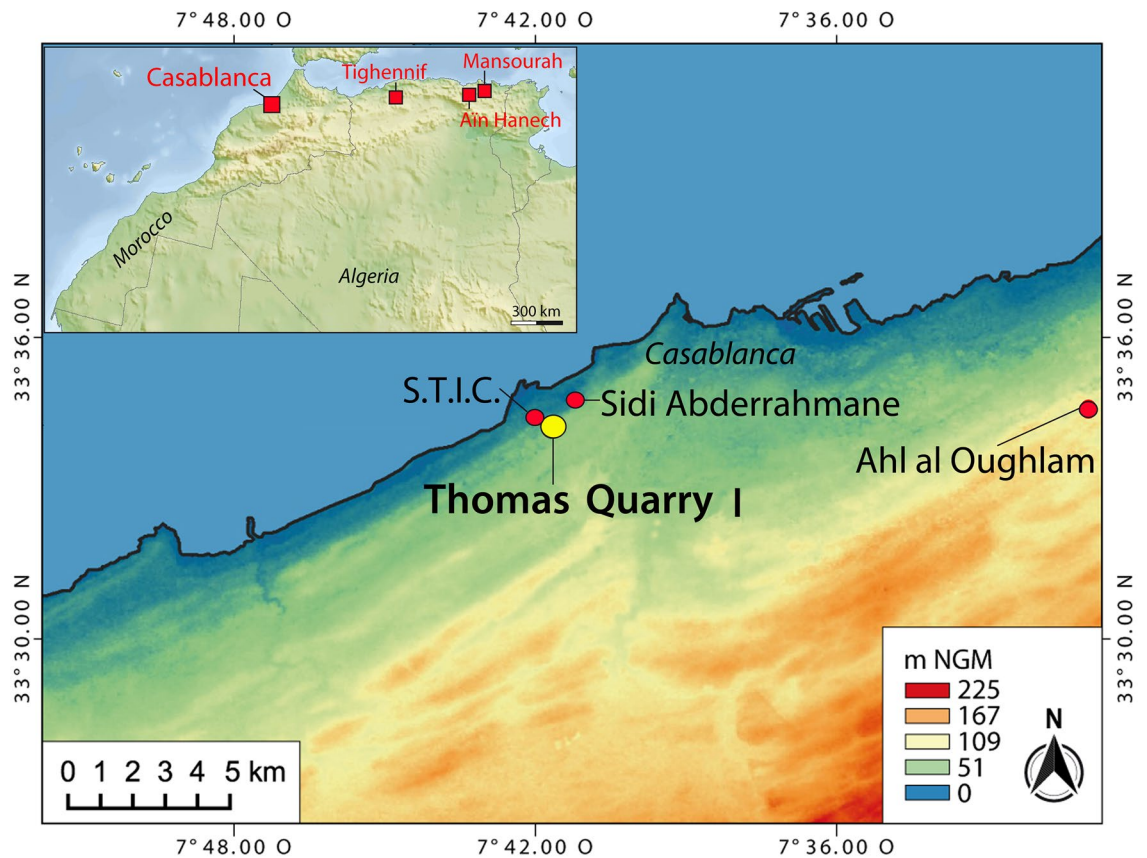 7° 48.00 O
7° 42.00 O
7° 36.00 O
Casablanca
Tighennif
Mansourah
Aïn Hanech
Morocco
Algeria
300 km
33° 36.00 N
33° 36.00 N
Casablanca
S.T.I.C.
Sidi Abderrahmane
Ahl al Oughlam
Thomas Quarry I
33° 30.00 N
33° 30.00 N
m NGM
225
167
109
51
0
N
0 1 2 3 4 5 km
7° 48.00 O
7° 42.00 O
7° 36.00 O